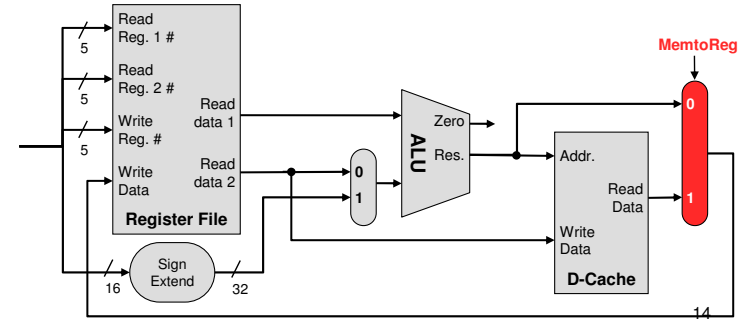 Read
Reg. 1 #
5
Read
Reg. 2 #
5
Write
Reg. #
5
Write
Data
Read
data 1
Read
data 2
Register File
16
Sign
Extend
32
0
1
ALU
Zero
Res.
Addr.
Read
Data
Write
Data
D-Cache
MemtoReg
0
1
14